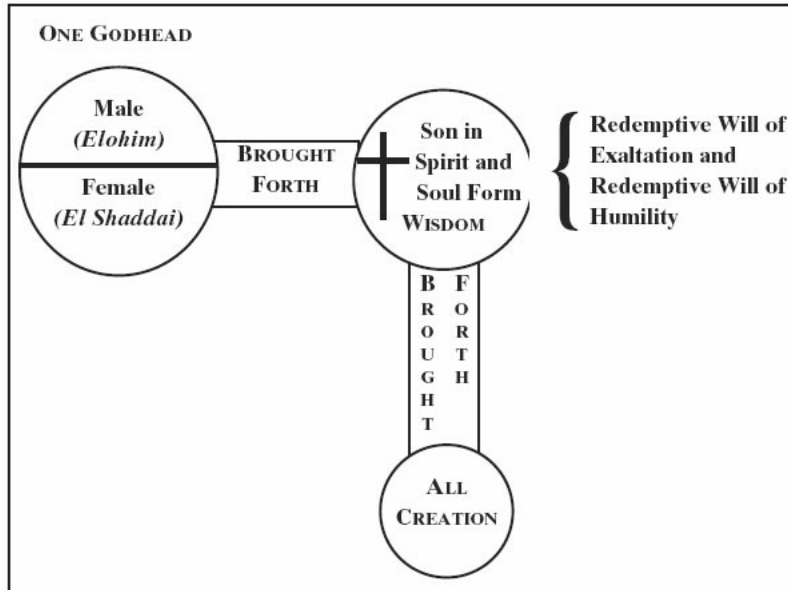 ONE GODHEAD
Male
(Elohim)
Female
(El Shaddai)
BROUGHT
FORTH
Son in
Spirit and
Soul Form
WISDOM
Redemptive Will of
Exaltation and
Redemptive Will of
Humility
BROUGHT
FORTH
ALL
CREATION